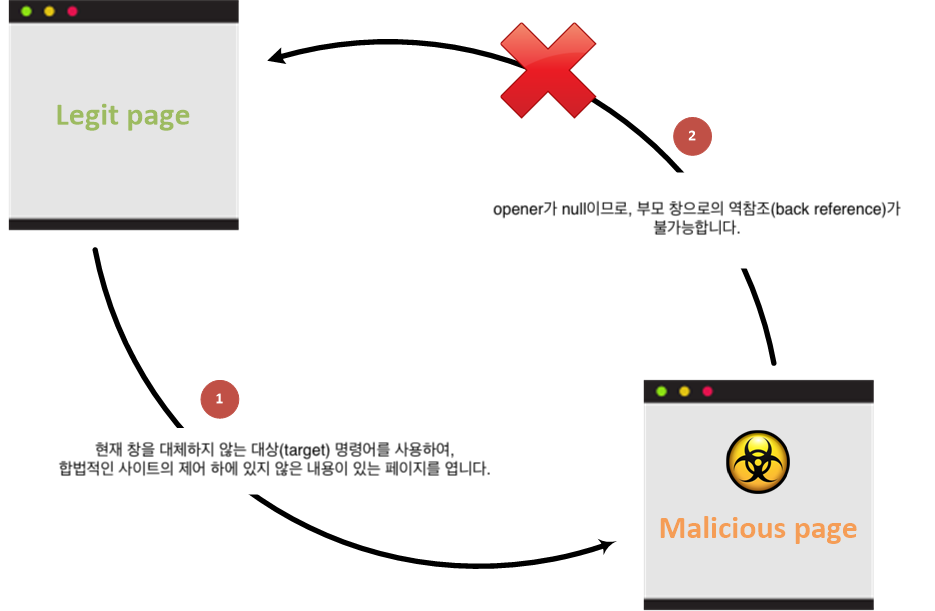 Legit page
2
opener가 null이므로, 부모 창으로의 역참조(back reference)가
불가능합니다.
1
현재 창을 대체하지 않는 대상(target) 명령어를 사용하여,
합법적인 사이트의 제어 하에 있지 않은 내용이 있는 페이지를 엽니다.
Malicious page